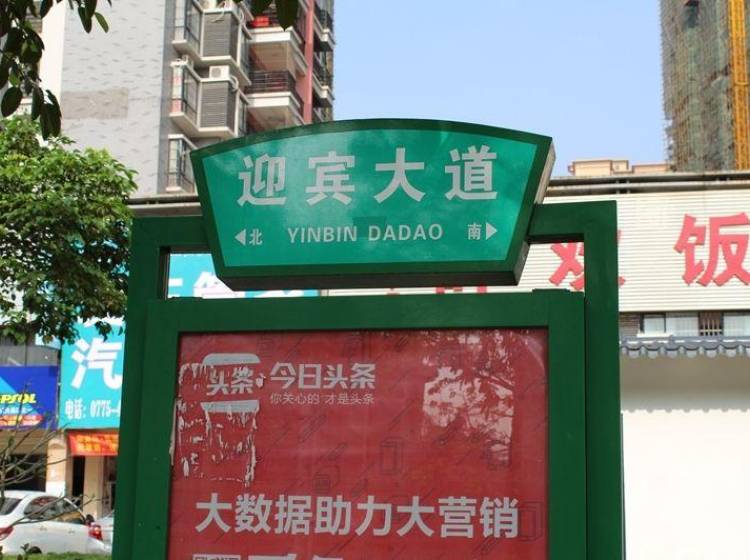 迎宾大道
北 YINBIN DADAO 南
饭
汽
电话:0775-
头条 今日头条
你关心的 才是头条
大数据助力大营销